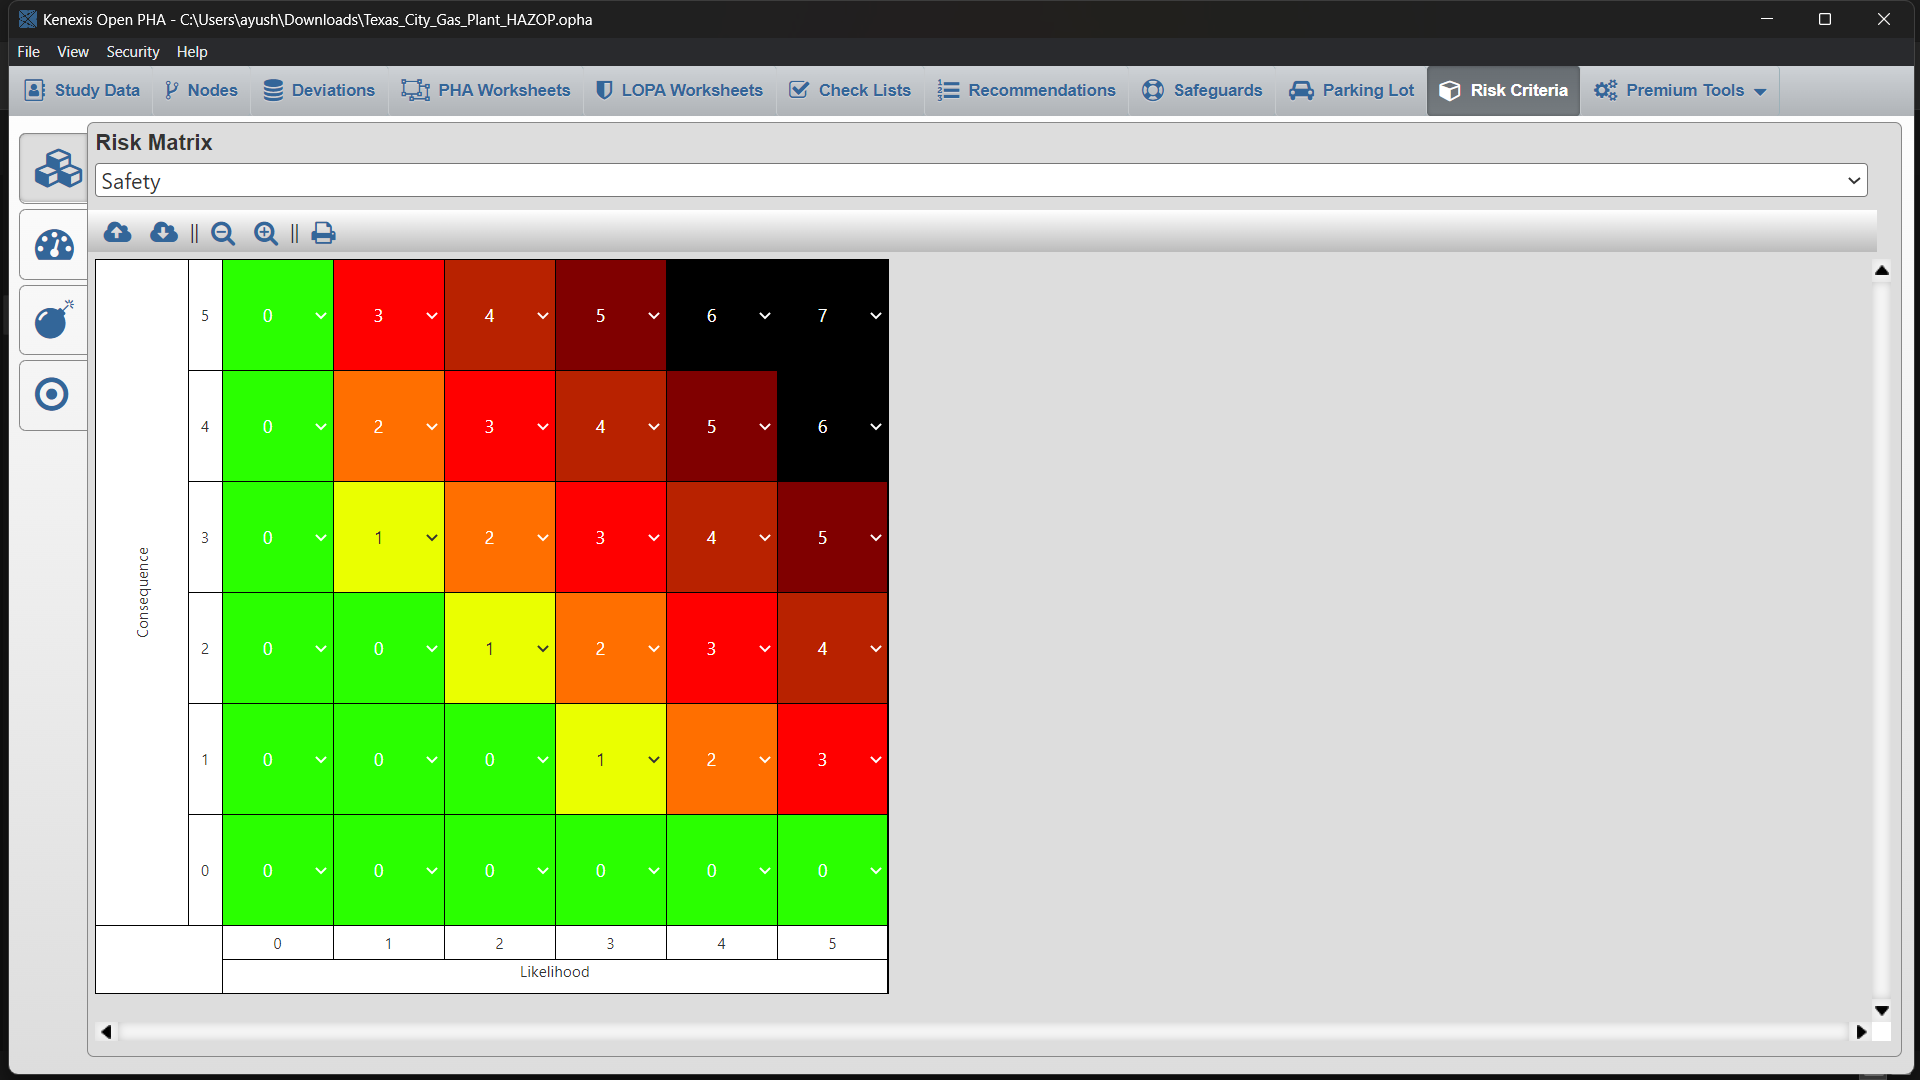 Kenexis Open PHA - C:\Users\ayush\Downloads\Texas_City_Gas_Plant_HAZOP.opha
File View Security Help
Study Data Nodes Deviations PHA Worksheets LOPA Worksheets Check Lists Recommendations Safeguards Parking Lot Risk Criteria Premium Tools
Risk Matrix
Safety
|| ||
5 0 3 4 5 6 7
4 0 2 3 4 5 6
3 0 1 2 3 4 5
Consequence
2 0 0 1 2 3 4
1 0 0 0 1 2 3
0 0 0 0 0 0 0
0 1 2 3 4 5
Likelihood